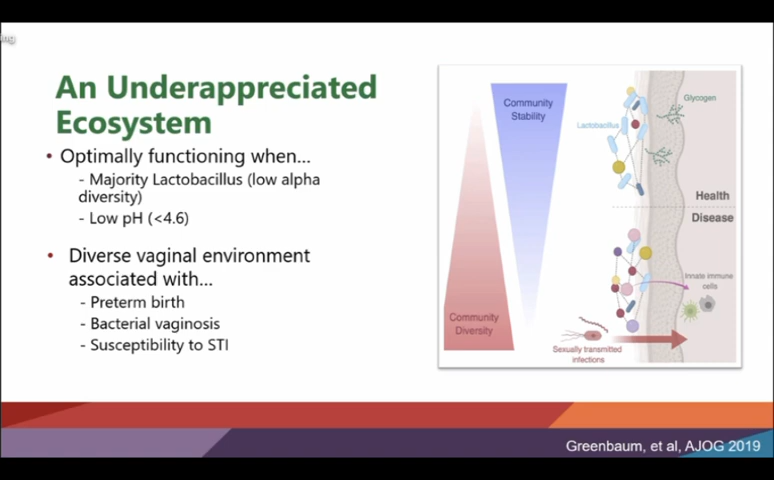 An Underappreciated
Ecosystem
• Optimally functioning when...
- Majority Lactobacillus (low alpha
diversity)
- Low pH (<4.6)
• Diverse vaginal environment
associated with...
- Preterm birth
- Bacterial vaginosis
- Susceptibility to STI
Community
Stability
Community
Diversity
Lactobacillus
Glycogen
Health
Disease
Innate immune
cells
Sexually transmitted
infections
Greenbaum, et al, AJOG 2019